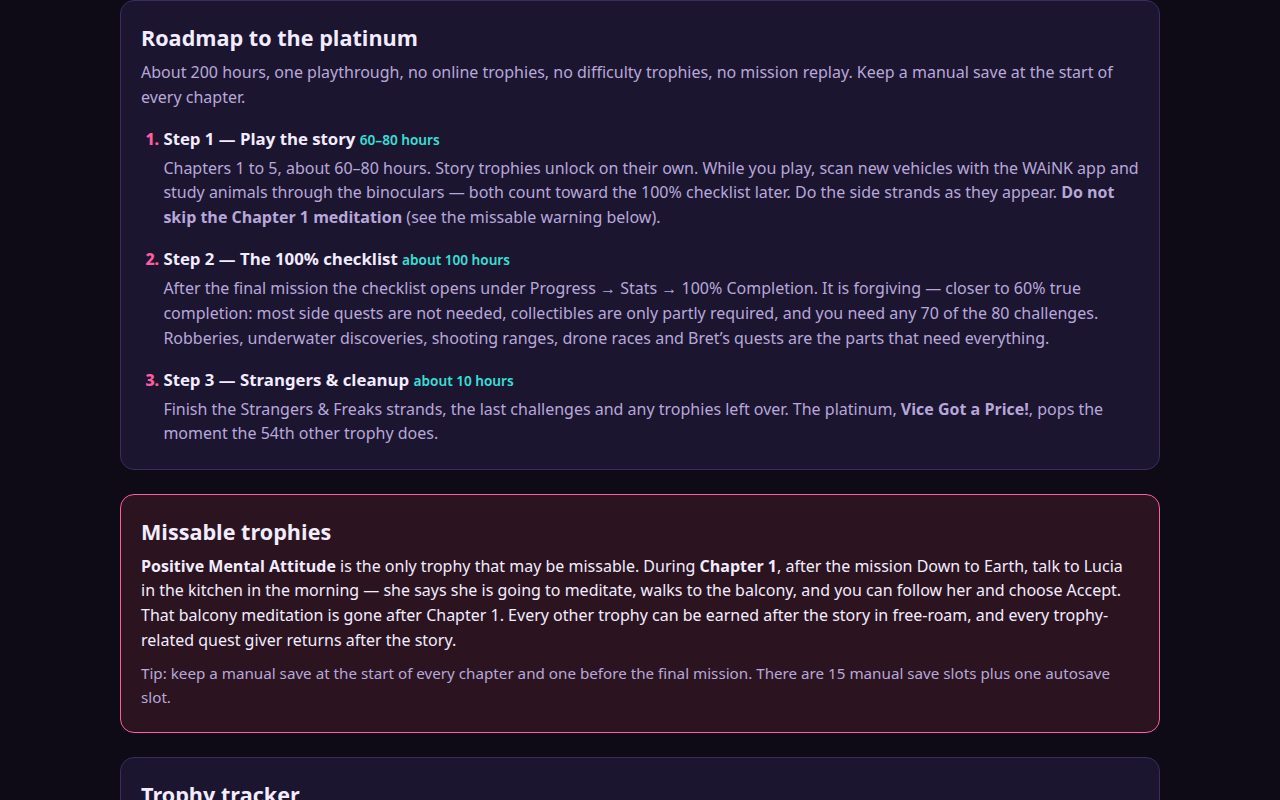 Roadmap to the platinum
About 200 hours, one playthrough, no online trophies, no difficulty trophies, no mission replay. Keep a manual save at the start of
every chapter.
1. Step 1 — Play the story 60–80 hours
Chapters 1 to 5, about 60–80 hours. Story trophies unlock on their own. While you play, scan new vehicles with the WAiNK app and
study animals through the binoculars — both count toward the 100% checklist later. Do the side strands as they appear. Do not
skip the Chapter 1 meditation (see the missable warning below).
2. Step 2 — The 100% checklist about 100 hours
After the final mission the checklist opens under Progress → Stats → 100% Completion. It is forgiving — closer to 60% true
completion: most side quests are not needed, collectibles are only partly required, and you need any 70 of the 80 challenges.
Robberies, underwater discoveries, shooting ranges, drone races and Bret’s quests are the parts that need everything.
3. Step 3 — Strangers & cleanup about 10 hours
Finish the Strangers & Freaks strands, the last challenges and any trophies left over. The platinum, Vice Got a Price!, pops the
moment the 54th other trophy does.
Missable trophies
Positive Mental Attitude is the only trophy that may be missable. During Chapter 1, after the mission Down to Earth, talk to Lucia
in the kitchen in the morning — she says she is going to meditate, walks to the balcony, and you can follow her and choose Accept.
That balcony meditation is gone after Chapter 1. Every other trophy can be earned after the story in free-roam, and every trophy-
related quest giver returns after the story.
Tip: keep a manual save at the start of every chapter and one before the final mission. There are 15 manual save slots plus one autosave
slot.
Trophy tracker